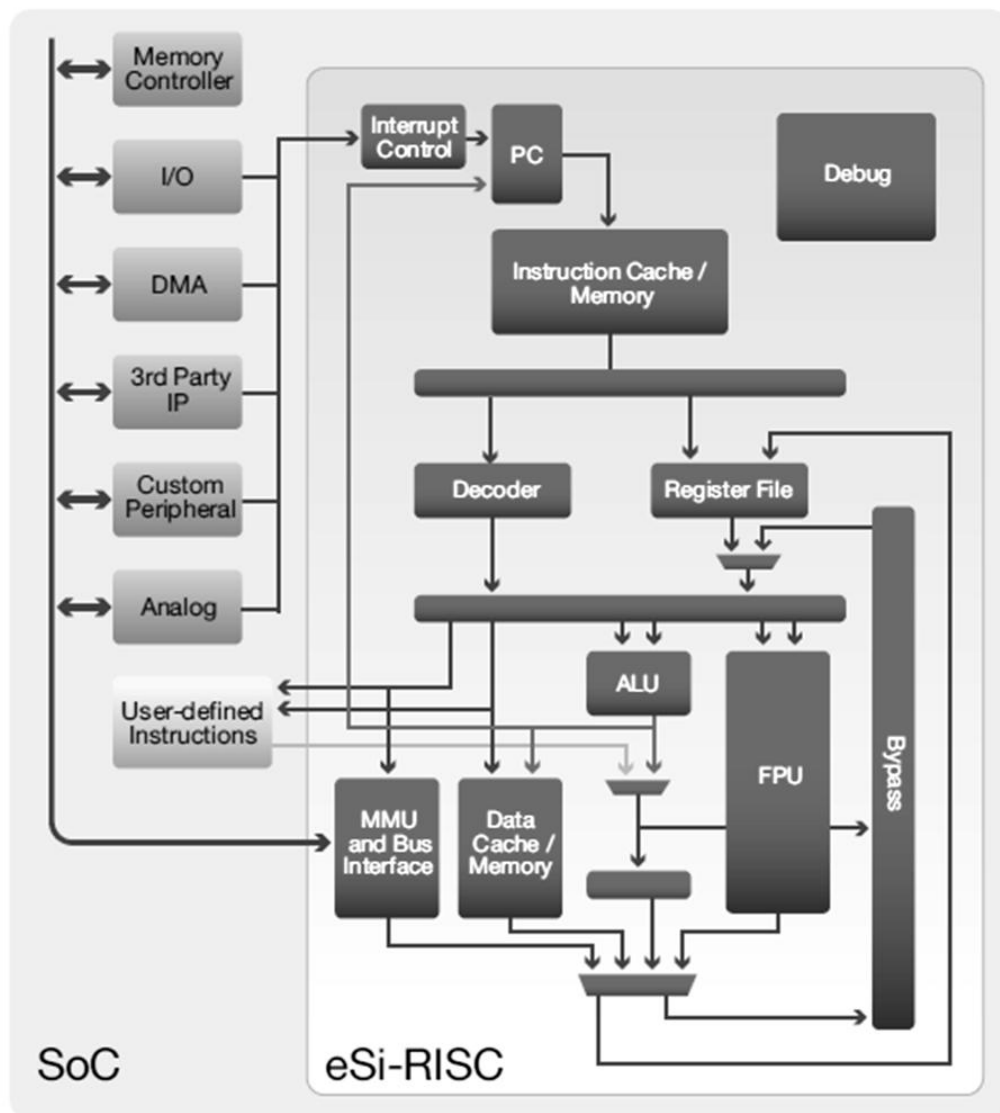 Memory
Controller
I/O
DMA
3rd Party
IP
Custom
Peripheral
Analog
User-defined
Instructions
Interrupt
Control
PC
Debug
Instruction Cache /
Memory
Decoder
Register File
ALU
FPU
Bypass
MMU
and Bus
Interface
Data
Cache /
Memory
SoC
eSi-RISC